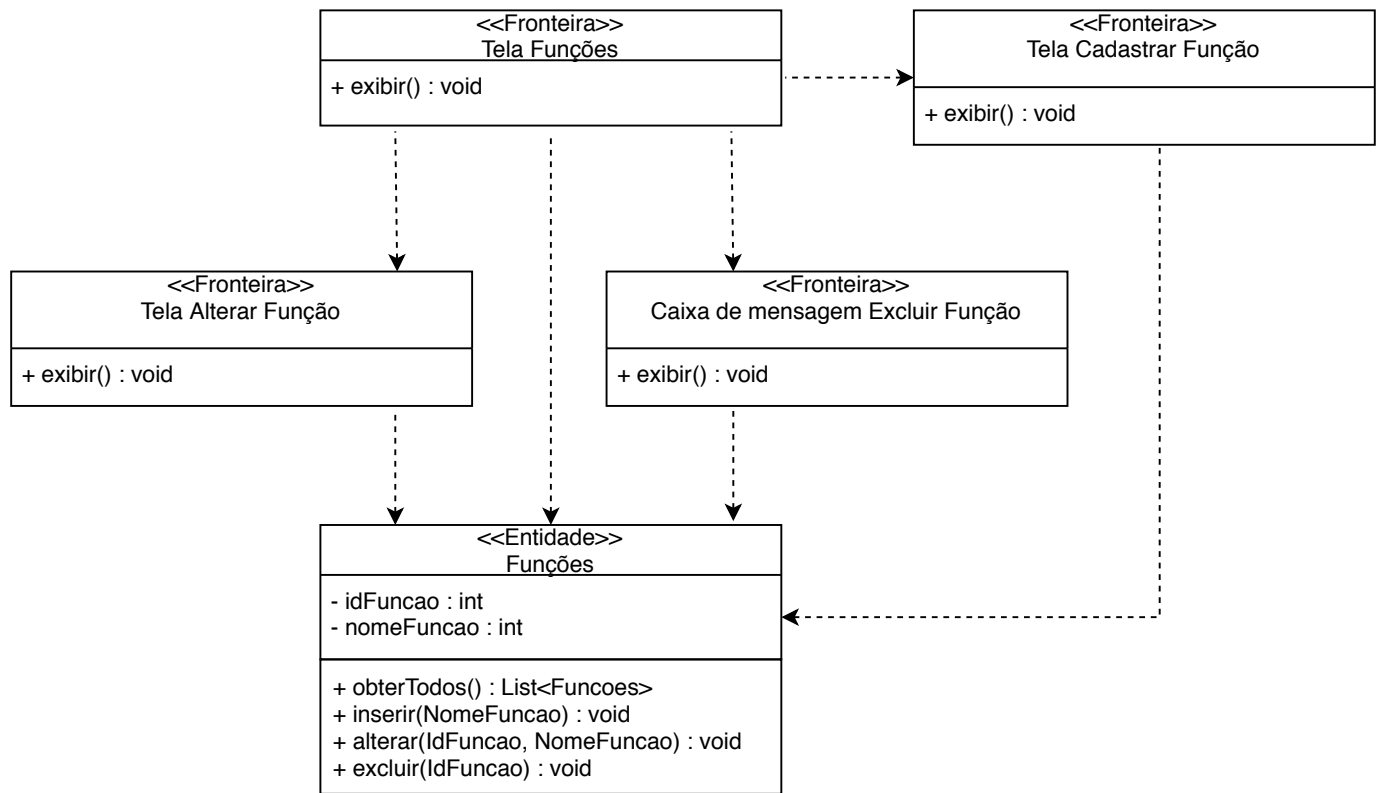 <<Fronteira>>
Tela Funções
+ exibir() : void
<<Fronteira>>
Tela Cadastrar Função
+ exibir() : void
<<Fronteira>>
Tela Alterar Função
+ exibir() : void
<<Fronteira>>
Caixa de mensagem Excluir Função
+ exibir() : void
<<Entidade>>
Funções
- idFuncao : int
- nomeFuncao : int
+ obterTodos() : List<Funcoes>
+ inserir(NomeFuncao) : void
+ alterar(IdFuncao, NomeFuncao) : void
+ excluir(IdFuncao) : void